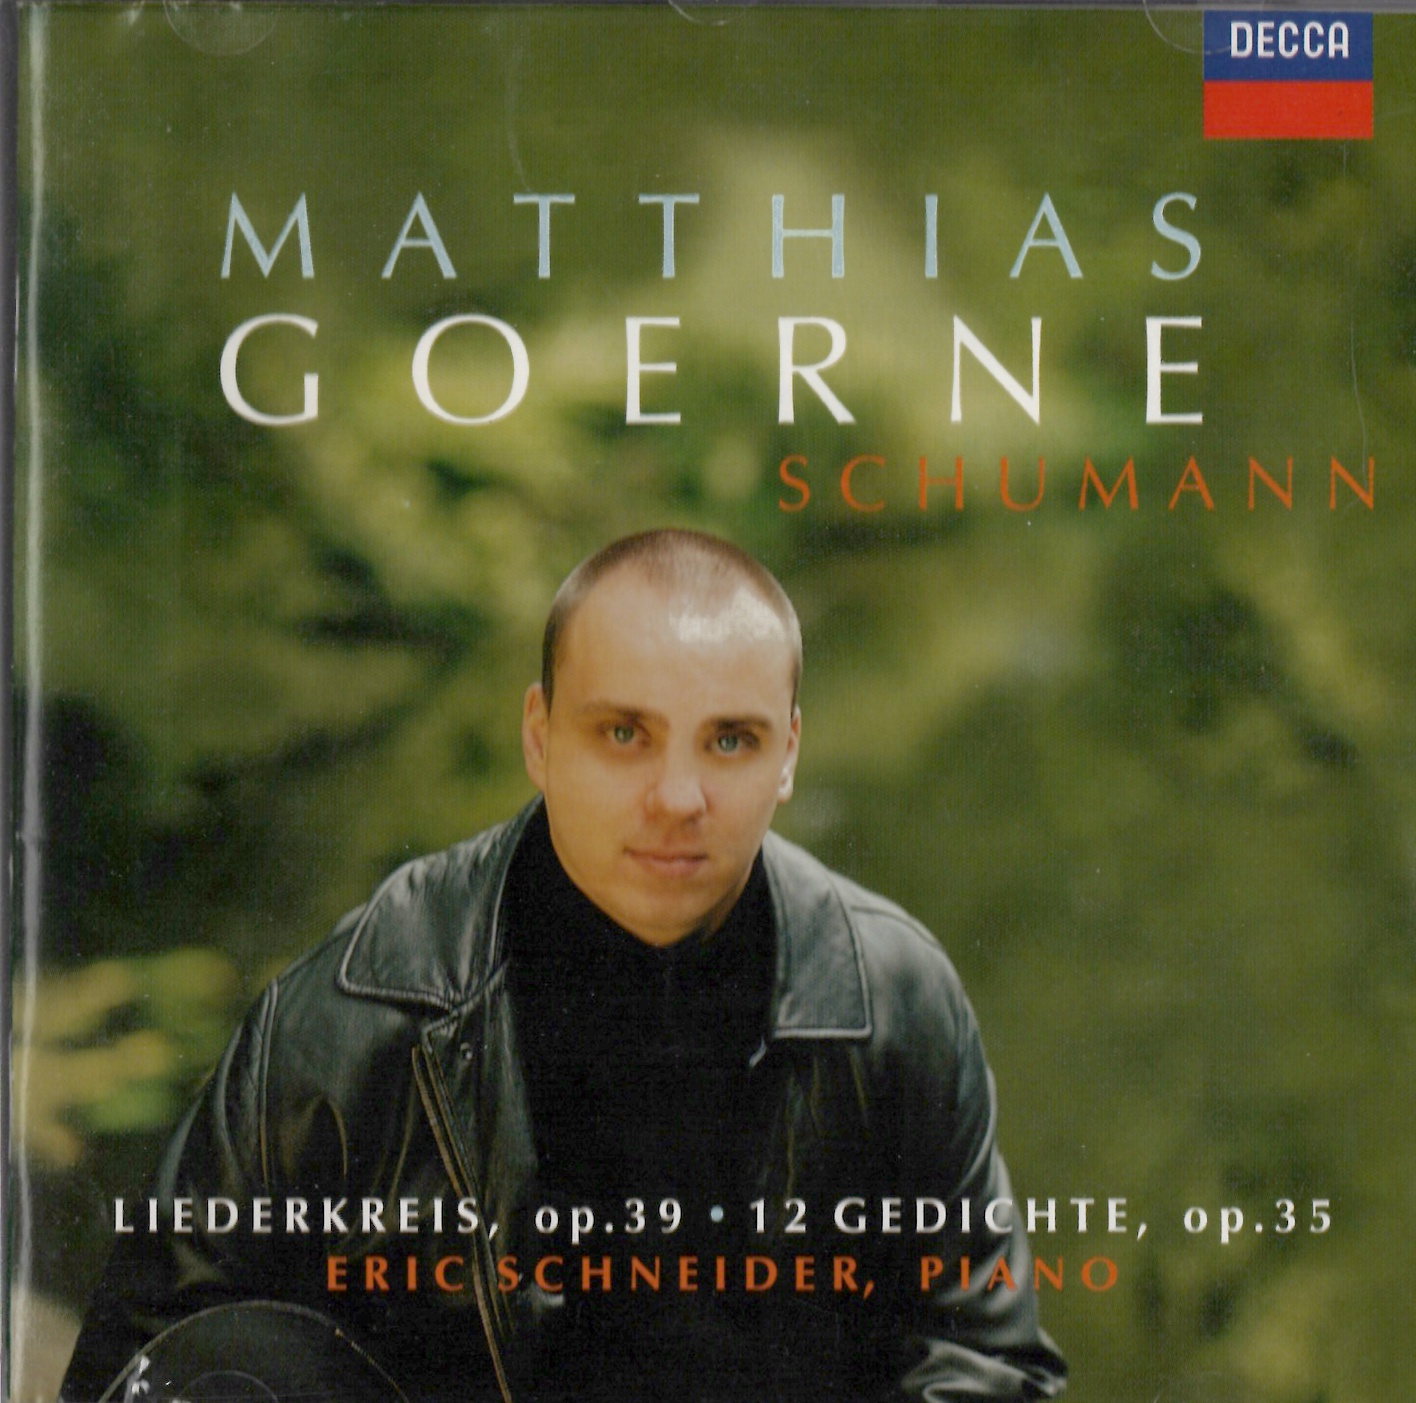 DECCA
MATTHIAS
GOERNE
SCHUMANN
LIEDERKREIS, op.39 • 12 GEDICHTE, op.35
ERIC SCHNEIDER, PIANO